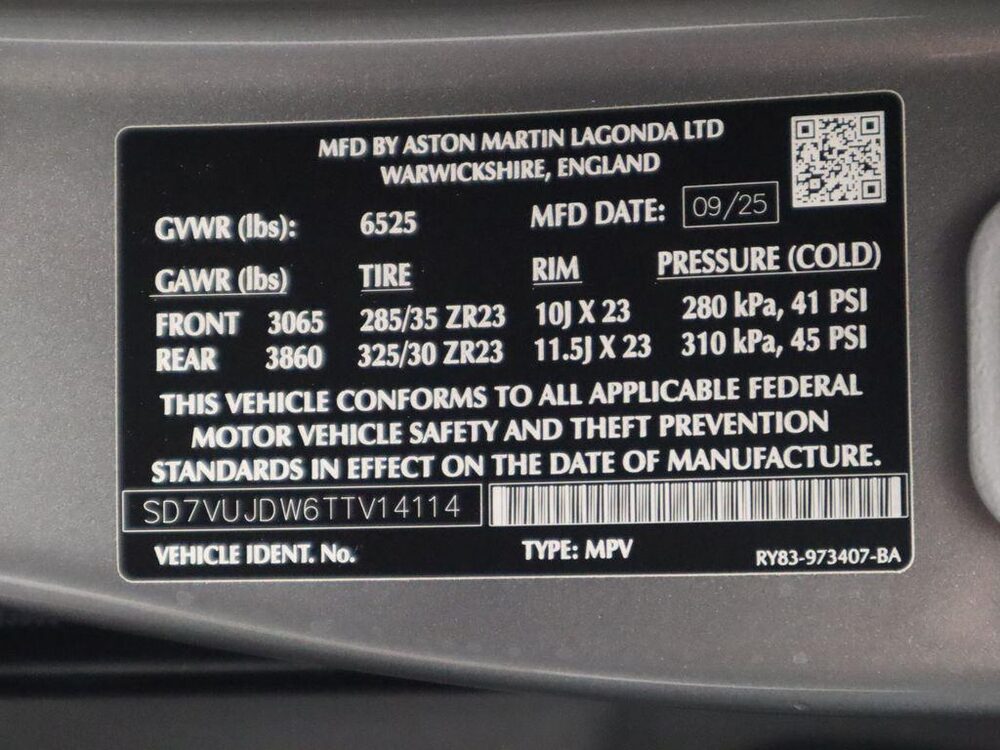 MFD BY ASTON MARTIN LAGONDA LTD
WARWICKSHIRE, ENGLAND
GVWR (lbs): 6525 MFD DATE: 09/25
GAWR (lbs) TIRE RIM PRESSURE (COLD)
FRONT 3065 285/35 ZR23 10J X 23 280 kPa, 41 PSI
REAR 3860 325/30 ZR23 11.5J X 23 310 kPa, 45 PSI
THIS VEHICLE CONFORMS TO ALL APPLICABLE FEDERAL
MOTOR VEHICLE SAFETY AND THEFT PREVENTION
STANDARDS IN EFFECT ON THE DATE OF MANUFACTURE.
SD7VUJDW6TTV14114
VEHICLE IDENT. No. TYPE: MPV RY83-973407-BA